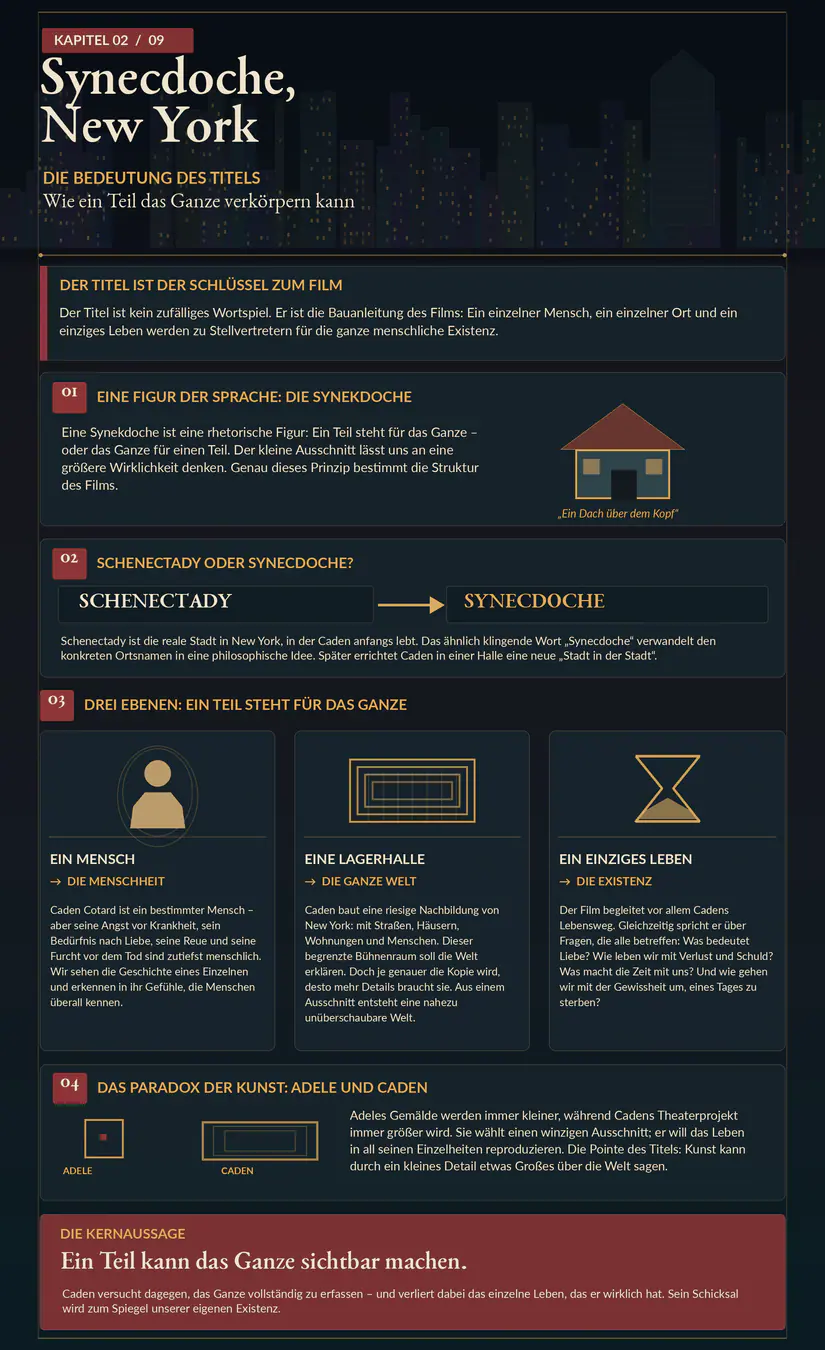 KAPITEL 02 / 09
Synecdoche,
New York
DIE BEDEUTUNG DES TITELS
Wie ein Teil das Ganze verkörpern kann
DER TITEL IST DER SCHLÜSSEL ZUM FILM
Der Titel ist kein zufälliges Wortspiel. Er ist die Bauanleitung des Films: Ein einzelner Mensch, ein einzelner Ort und ein
einziges Leben werden zu Stellvertretern für die ganze menschliche Existenz.
01
EINE FIGUR DER SPRACHE: DIE SYNEKDOCHE
Eine Synekdoche ist eine rhetorische Figur: Ein Teil steht für das Ganze –
oder das Ganze für einen Teil. Der kleine Ausschnitt lässt uns an eine
größere Wirklichkeit denken. Genau dieses Prinzip bestimmt die Struktur
des Films.
„Ein Dach über dem Kopf“
02
SCHENECTADY ODER SYNECDOCHE?
SCHENECTADY
SYNECDOCHE
Schenectady ist die reale Stadt in New York, in der Caden anfangs lebt. Das ähnlich klingende Wort „Synecdoche“ verwandelt den
konkreten Ortsnamen in eine philosophische Idee. Später errichtet Caden in einer Halle eine neue „Stadt in der Stadt“.
03
DREI EBENEN: EIN TEIL STEHT FÜR DAS GANZE
EIN MENSCH
→ DIE MENSCHHEIT
Caden Cotard ist ein bestimmter Mensch –
aber seine Angst vor Krankheit, sein
Bedürfnis nach Liebe, seine Reue und seine
Furcht vor dem Tod sind zutiefst menschlich.
Wir sehen die Geschichte eines Einzelnen
und erkennen in ihr Gefühle, die Menschen
überall kennen.
EINE LAGERHALLE
→ DIE GANZE WELT
Caden baut eine riesige Nachbildung von
New York: mit Straßen, Häusern,
Wohnungen und Menschen. Dieser
begrenzte Bühnenraum soll die Welt
erklären. Doch je genauer die Kopie wird,
desto mehr Details braucht sie. Aus einem
Ausschnitt entsteht eine nahezu
unüberschaubare Welt.
EIN EINZIGES LEBEN
→ DIE EXISTENZ
Der Film begleitet vor allem Cadens
Lebensweg. Gleichzeitig spricht er über
Fragen, die alle betreffen: Was bedeutet
Liebe? Wie leben wir mit Verlust und Schuld?
Was macht die Zeit mit uns? Und wie gehen
wir mit der Gewissheit um, eines Tages zu
sterben?
04
DAS PARADOX DER KUNST: ADELE UND CADEN
ADELE
CADEN
Adeles Gemälde werden immer kleiner, während Cadens Theaterprojekt
immer größer wird. Sie wählt einen winzigen Ausschnitt; er will das Leben
in all seinen Einzelheiten reproduzieren. Die Pointe des Titels: Kunst kann
durch ein kleines Detail etwas Großes über die Welt sagen.
DIE KERNAUSSAGE
Ein Teil kann das Ganze sichtbar machen.
Caden versucht dagegen, das Ganze vollständig zu erfassen – und verliert dabei das einzelne Leben, das er wirklich hat. Sein Schicksal
wird zum Spiegel unserer eigenen Existenz.